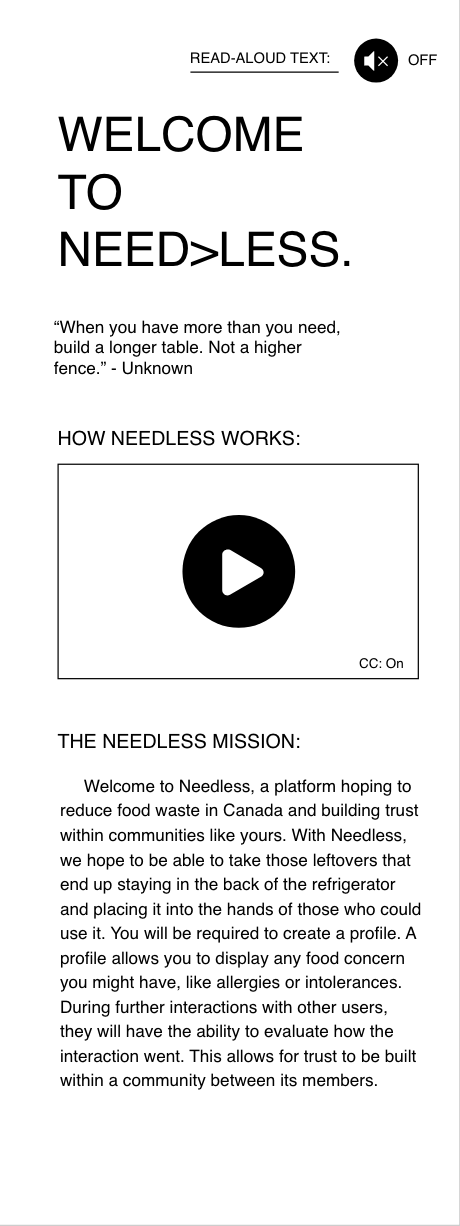 READ-ALOUD TEXT:
OFF
WELCOME
TO
NEED>LESS.
“When you have more than you need,
build a longer table. Not a higher
fence.” - Unknown
HOW NEEDLESS WORKS:
CC: On
THE NEEDLESS MISSION:
Welcome to Needless, a platform hoping to
reduce food waste in Canada and building trust
within communities like yours. With Needless,
we hope to be able to take those leftovers that
end up staying in the back of the refrigerator
and placing it into the hands of those who could
use it. You will be required to create a profile. A
profile allows you to display any food concern
you might have, like allergies or intolerances.
During further interactions with other users,
they will have the ability to evaluate how the
interaction went. This allows for trust to be built
within a community between its members.